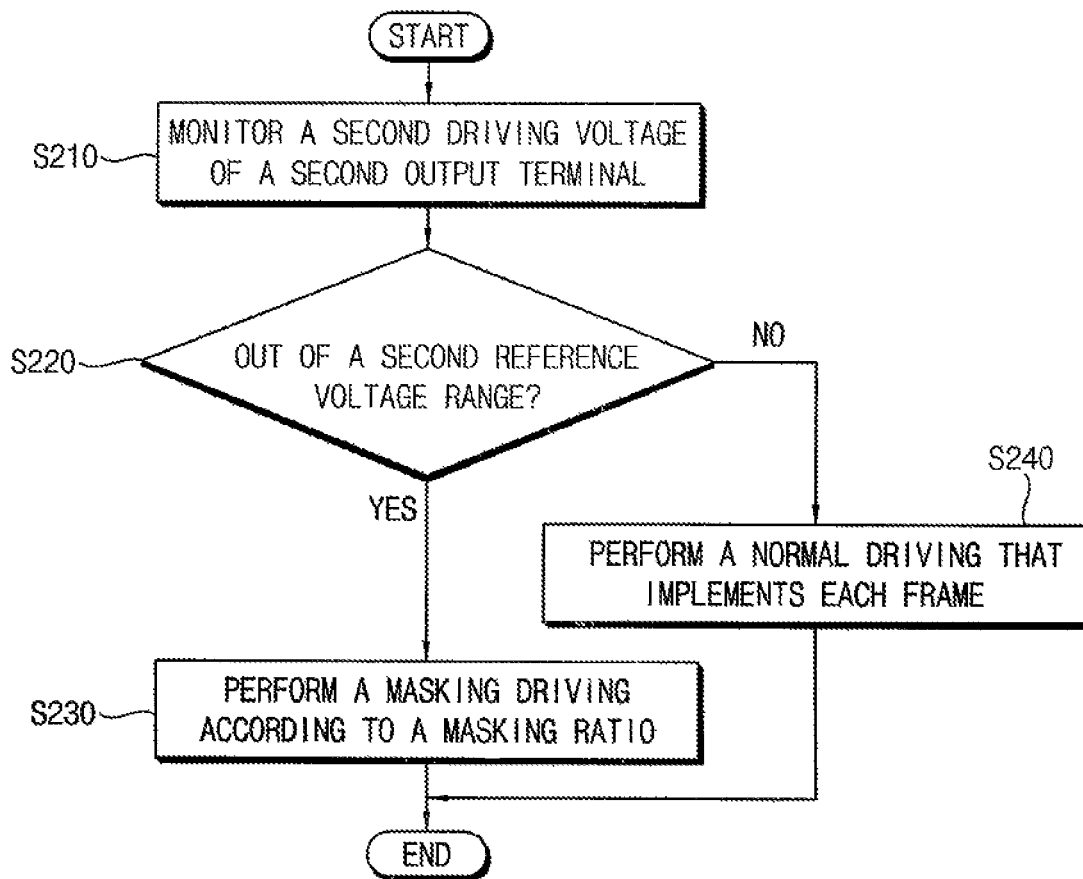 START
S210
MONITOR A SECOND DRIVING VOLTAGE
OF A SECOND OUTPUT TERMINAL
S220
OUT OF A SECOND REFERENCE
VOLTAGE RANGE?
NO
YES
S240
PERFORM A NORMAL DRIVING THAT
IMPLEMENTS EACH FRAME
S230
PERFORM A MASKING DRIVING
ACCORDING TO A MASKING RATIO
END